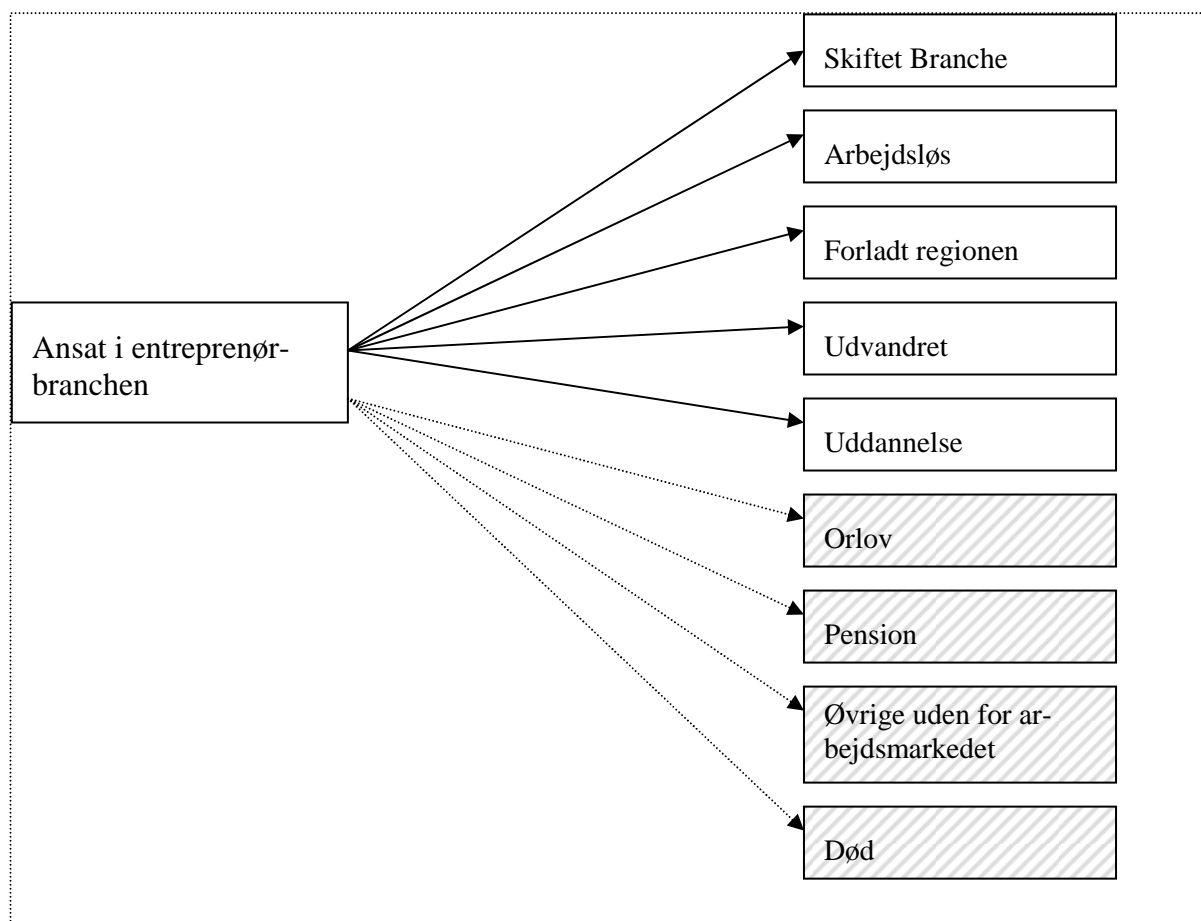 Skiftet Branche
Arbejdsløs
Forladt regionen
Ansat i entreprenør-
branchen
Udvandret
Uddannelse
Orlov
Pension
Øvrige uden for ar-
bejdsmarkedet
Død